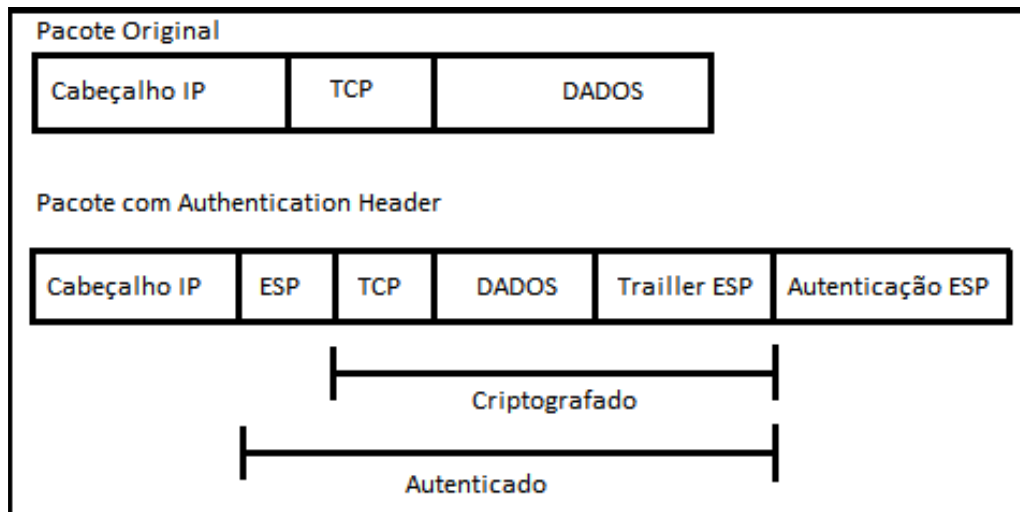 Pacote Original
Cabeçalho IP TCP DADOS
Pacote com Authentication Header
Cabeçalho IP ESP TCP DADOS Trailler ESP Autenticação ESP
Criptografado
Autenticado